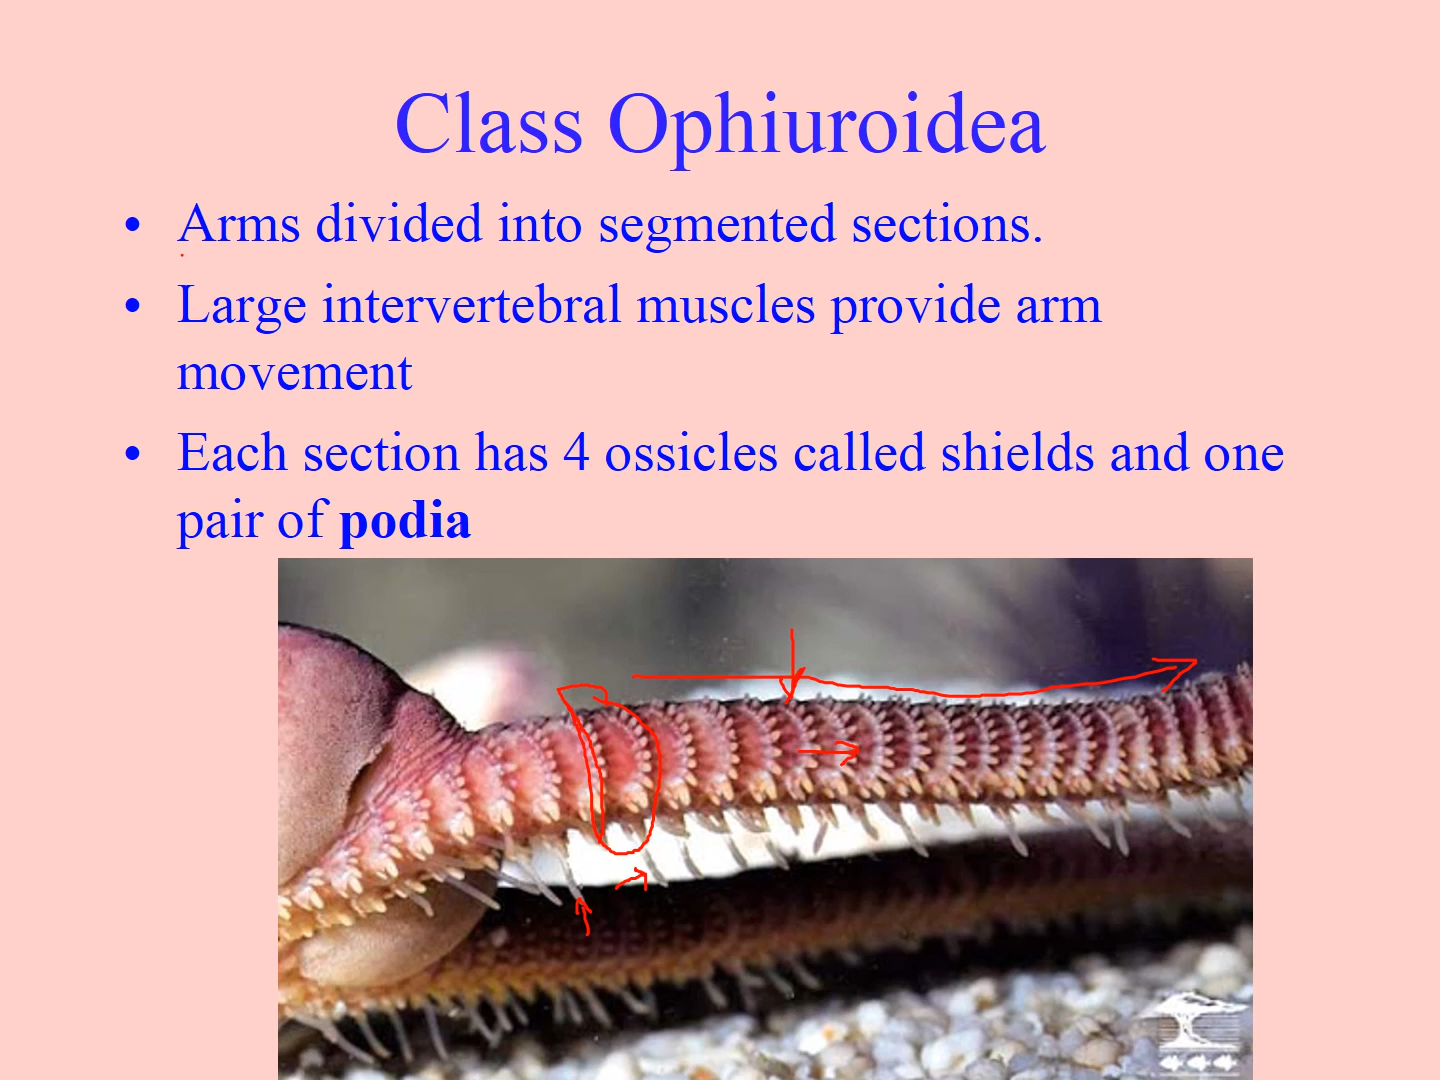 Class Ophiuroidea
• Arms divided into segmented sections.
• Large intervertebral muscles provide arm
movement
• Each section has 4 ossicles called shields and one
pair of podia